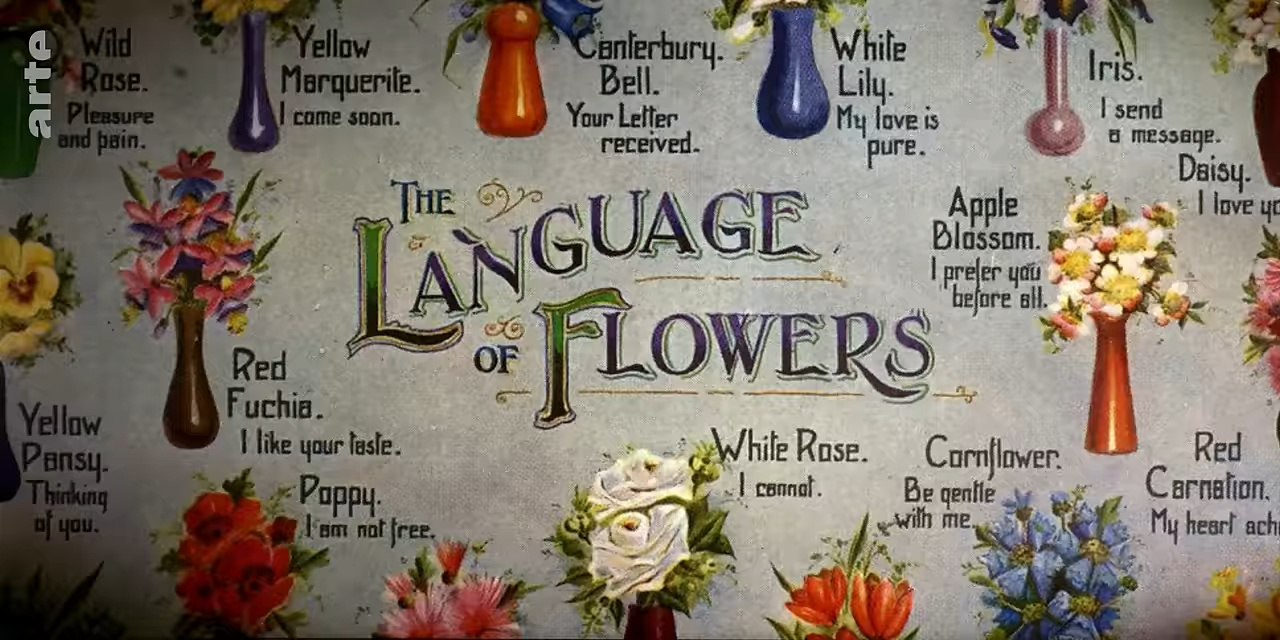 arte
Wild
Rose.
Pleasure
and pain.
Yellow
Marguerite.
I come soon.
Canterbury.
Bell.
Your Letter
received.
White
Lily.
My love is
pure.
Iris.
I send
a message.
Daisy.
I love
Apple
Blossom.
I prefer you
before all.
THE
LANGUAGE
OF FLOWERS
Red
Fuchia.
I like your taste.
Yellow
Pansy.
Thinking
of you.
Poppy.
I am not free.
White Rose.
I cannot.
Cornflower.
Be gentle
with me.
Red
Carnation.
My heart